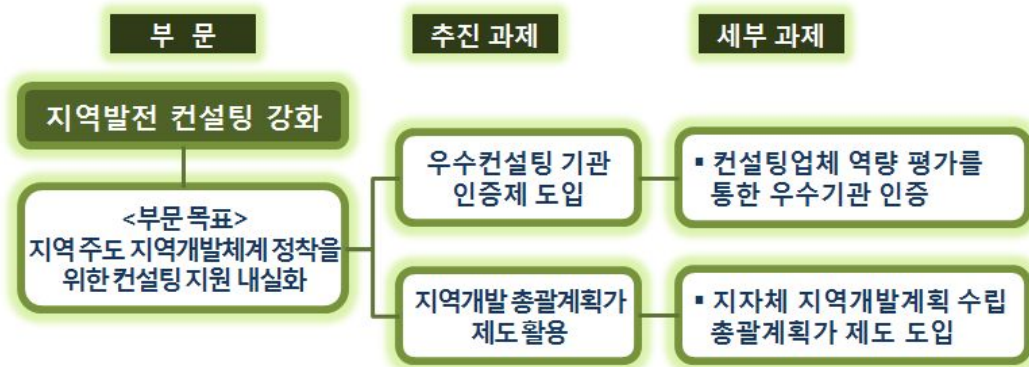 부 문
추진 과제
세부 과제
지역발전 컨설팅 강화
<부문 목표>
지역 주도 지역개발체계 정착을
위한 컨설팅 지원 내실화
우수컨설팅 기관
인증제 도입
▪ 컨설팅업체 역량 평가를
통한 우수기관 인증
지역개발 총괄계획가
제도 활용
▪ 지자체 지역개발계획 수립
총괄계획가 제도 도입